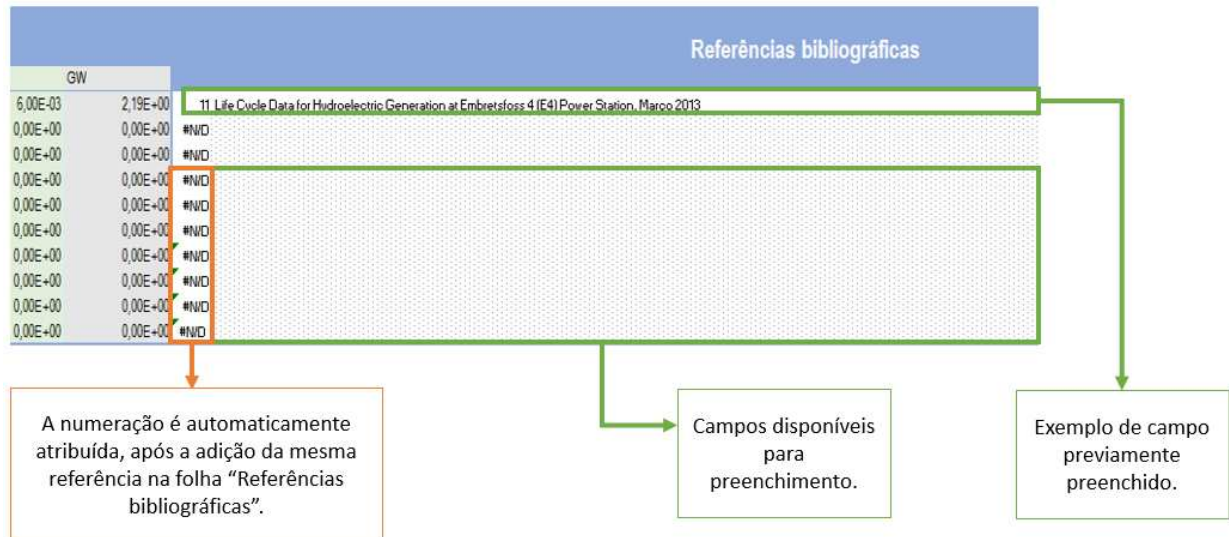 Referências bibliográficas
GW
6,00E-03 2,19E+00 11 Life Cycle Data for Hydroelectric Generation at Embretsfoss 4 (E4) Power Station, Março 2013
0,00E+00 0,00E+00 #N/D
0,00E+00 0,00E+00 #N/D
0,00E+00 0,00E+00 #N/D
0,00E+00 0,00E+00 #N/D
0,00E+00 0,00E+00 #N/D
0,00E+00 0,00E+00 #N/D
0,00E+00 0,00E+00 #N/D
0,00E+00 0,00E+00 #N/D
0,00E+00 0,00E+00 #N/D
A numeração é automaticamente
atribuída, após a adição da mesma
referência na folha “Referências
bibliográficas”.
Campos disponíveis
para
preenchimento.
Exemplo de campo
previamente
preenchido.